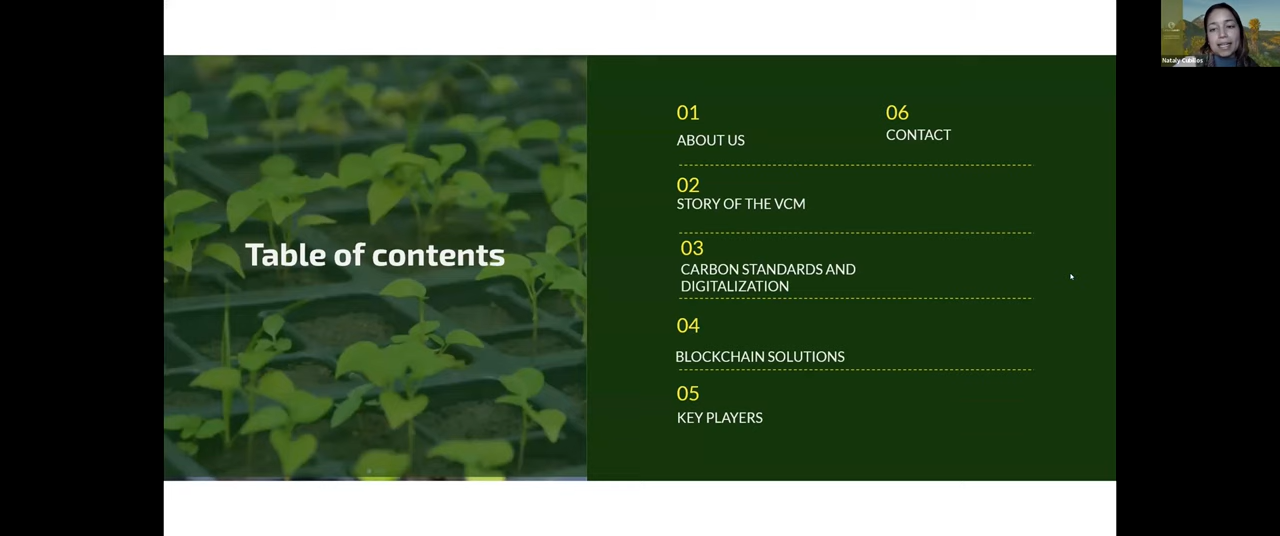 Table of contents
01
ABOUT US
02
STORY OF THE VCM
03
CARBON STANDARDS AND
DIGITALIZATION
04
BLOCKCHAIN SOLUTIONS
05
KEY PLAYERS
06
CONTACT
Nataly Cubillos